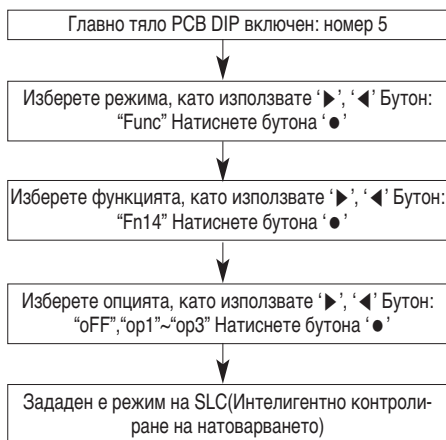 Главно тяло PCB DIP включен: номер 5
Изберете режима, като използвате ‘▶’, ‘◀’ Бутон:
“Func” Натиснете бутона ‘●’
Изберете функцията, като използвате ‘▶’, ‘◀’ Бутон:
“Fn14” Натиснете бутона ‘●’
Изберете опцията, като използвате ‘▶’, ‘◀’ Бутон:
“oFF”,“op1”~“op3” Натиснете бутона ‘●’
Зададен е режим на SLC(Интелигентно контроли-
ране на натоварването)